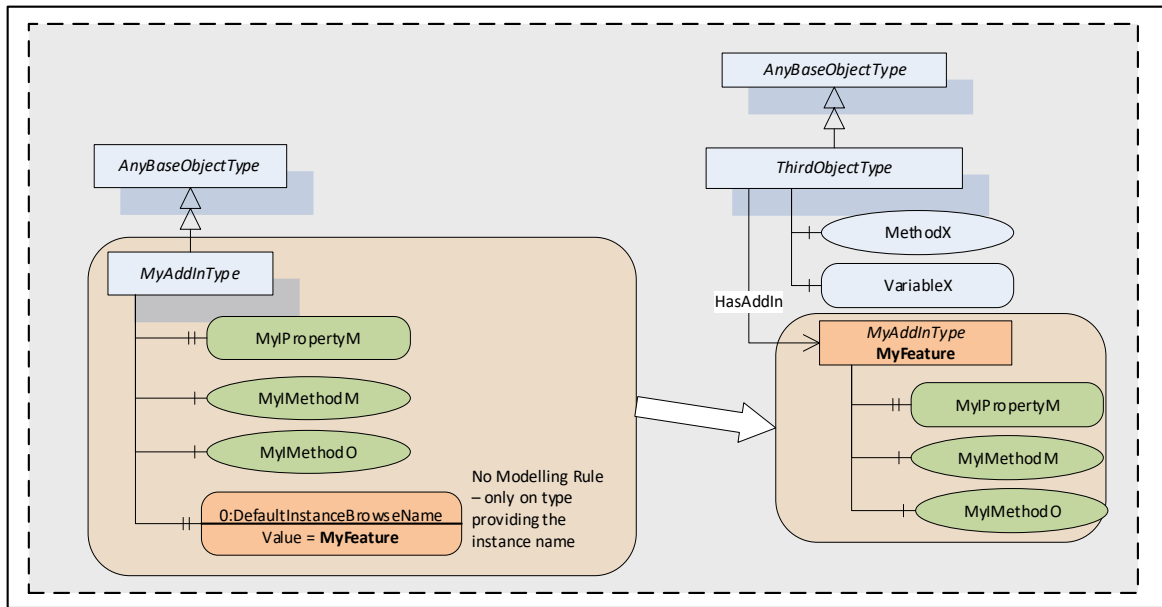 AnyBaseObjectType
MyAddInType
MyIPropertyM
MyIMethodM
MyIMethodO
0:DefaultInstanceBrowseName
Value = MyFeature
No Modelling Rule
– only on type
providing the
instance name
AnyBaseObjectType
ThirdObjectType
MethodX
VariableX
HasAddIn
MyAddInType
MyFeature
MyIPropertyM
MyIMethodM
MyIMethodO